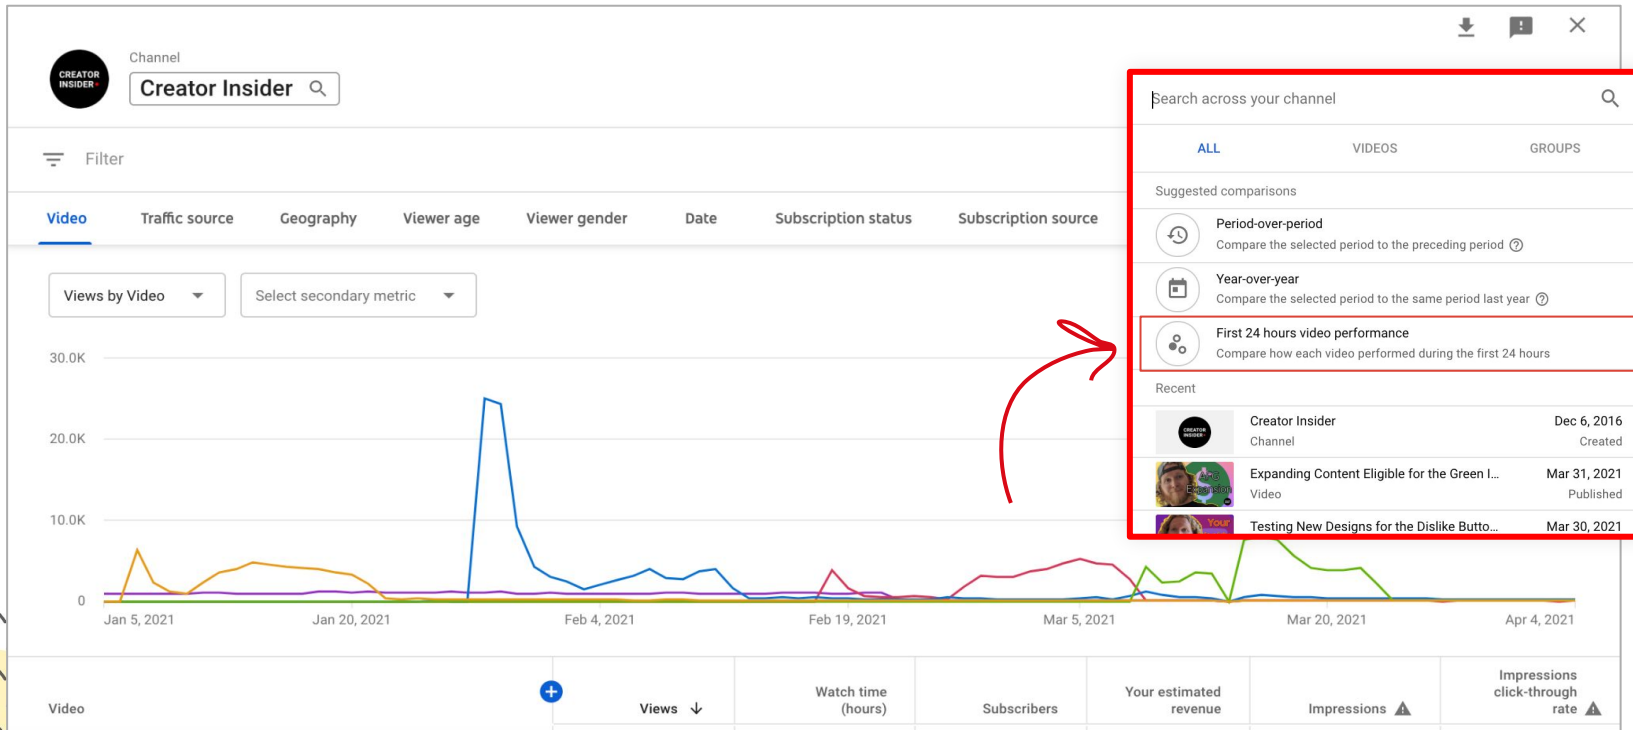 Channel
CREATOR
INSIDER+
Creator Insider
Search across your channel
Filter
ALL
VIDEOS
GROUPS
Suggested comparisons
Video
Traffic source
Geography
Viewer age
Viewer gender
Date
Subscription status
Subscription source
Period-over-period
Compare the selected period to the preceding period
Year-over-year
Compare the selected period to the same period last year
First 24 hours video performance
Compare how each video performed during the first 24 hours
Views by Video
Select secondary metric
Recent
CREATOR
INSIDER+
Creator Insider
Dec 6, 2016
Channel
Created
Expansion
Expanding Content Eligible for the Green I...
Mar 31, 2021
Video
Published
Your
Testing New Designs for the Dislike Butto...
Mar 30, 2021
30.0K
20.0K
10.0K
0
Jan 5, 2021
Jan 20, 2021
Feb 4, 2021
Feb 19, 2021
Mar 5, 2021
Mar 20, 2021
Apr 4, 2021
Video
Views
Watch time
(hours)
Subscribers
Your estimated
revenue
Impressions
Impressions
click-through
rate